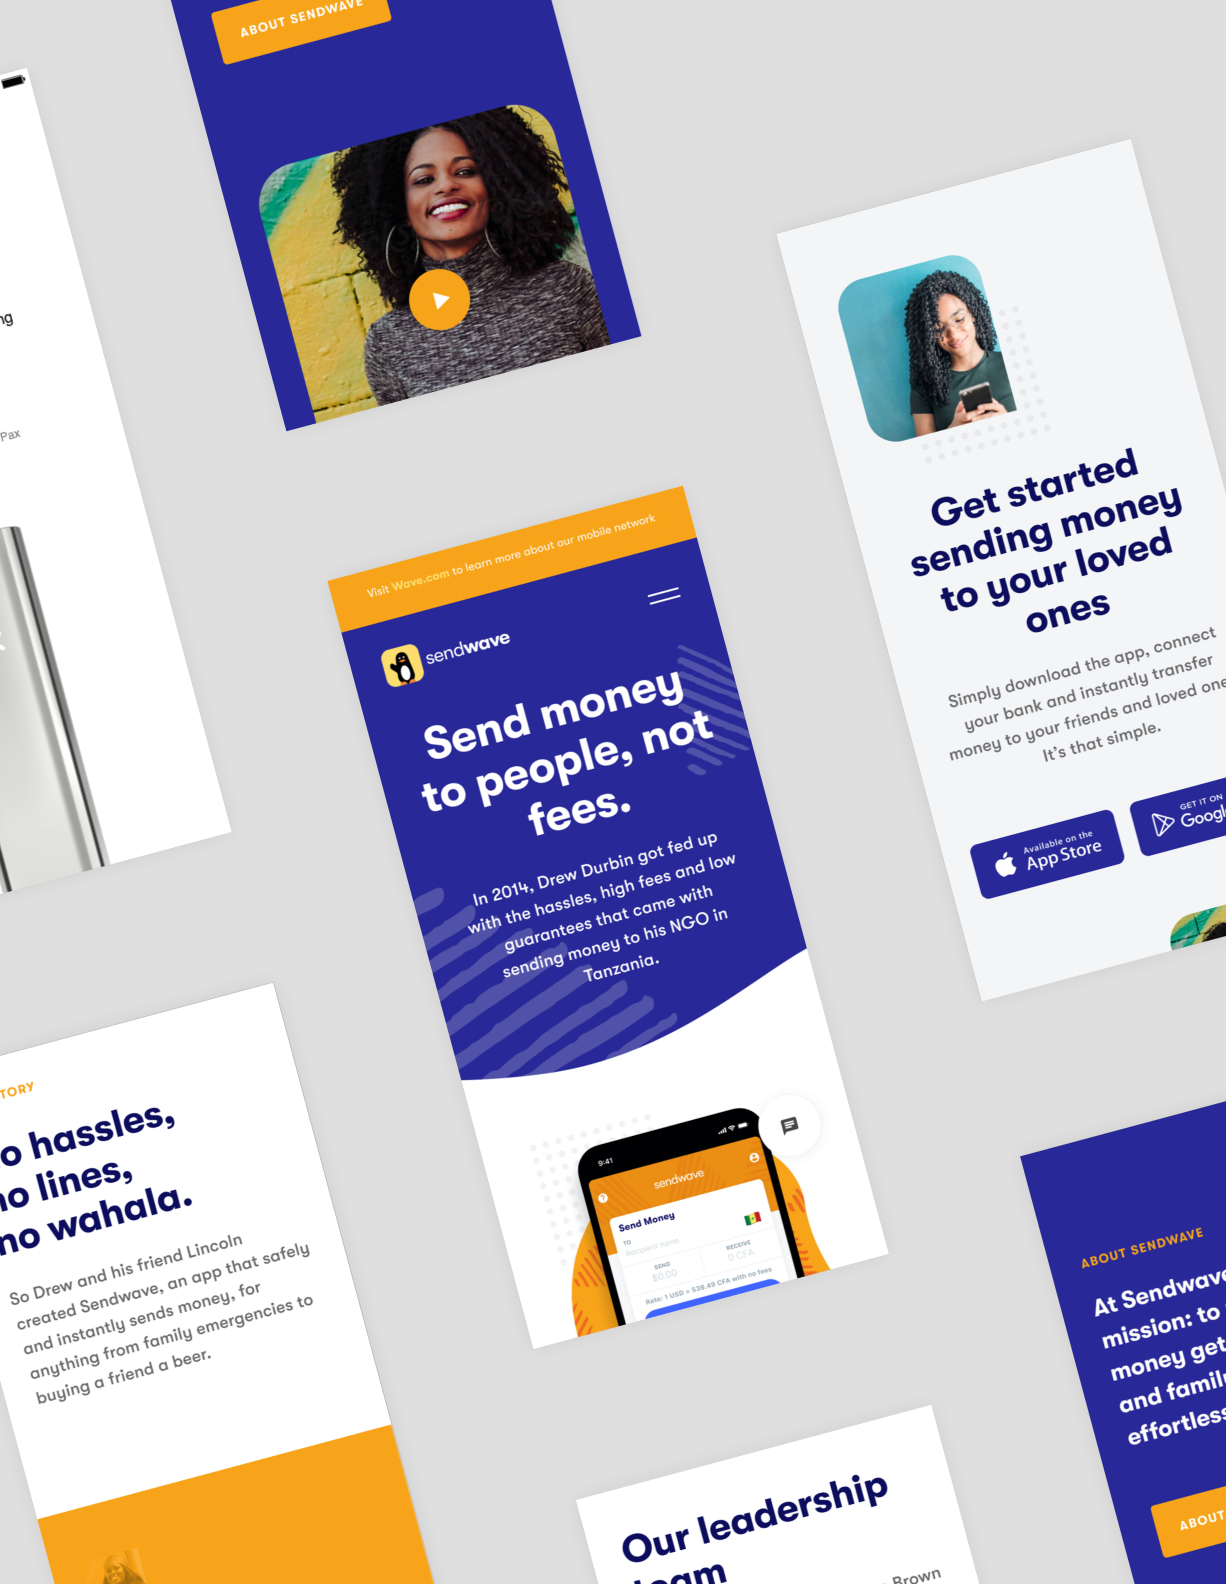 ABOUT SENDWAVE
Pax
Visit Wave.com to learn more about our mobile network
sendwave
Send money
to people, not
fees.
In 2014, Drew Durbin got fed up
with the hassles, high fees and low
guarantees that came with
sending money to his NGO in
Tanzania.
9:41
sendwave
Send Money
TO
Recipient name
SEND
$0.00
RECEIVE
0 CFA
Rate: 1 USD = 539.49 CFA with no fees
Get started
sending money
to your loved
ones
Simply download the app, connect
your bank and instantly transfer
money to your friends and loved one
It's that simple.
Available on the
App Store
GET IT ON
Googl
TORY
o hassles,
no lines,
no wahala.
So Drew and his friend Lincoln
created Sendwave, an app that safely
and instantly sends money, for
anything from family emergencies to
buying a friend a beer.
ABOUT SENDWAVE
At Sendwave
mission: to
money get
and famil
effortless
ABOUT
Our leadership
team
Brown